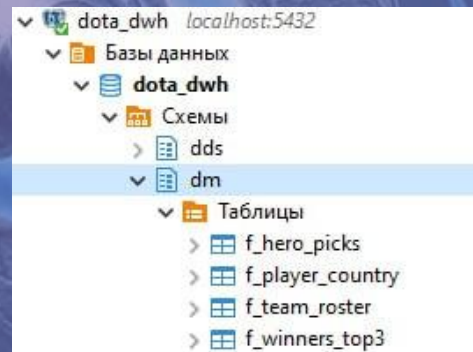 dota_dwh localhost:5432
Базы данных
dota_dwh
Схемы
dds
dm
Таблицы
f_hero_picks
f_player_country
f_team_roster
f_winners_top3